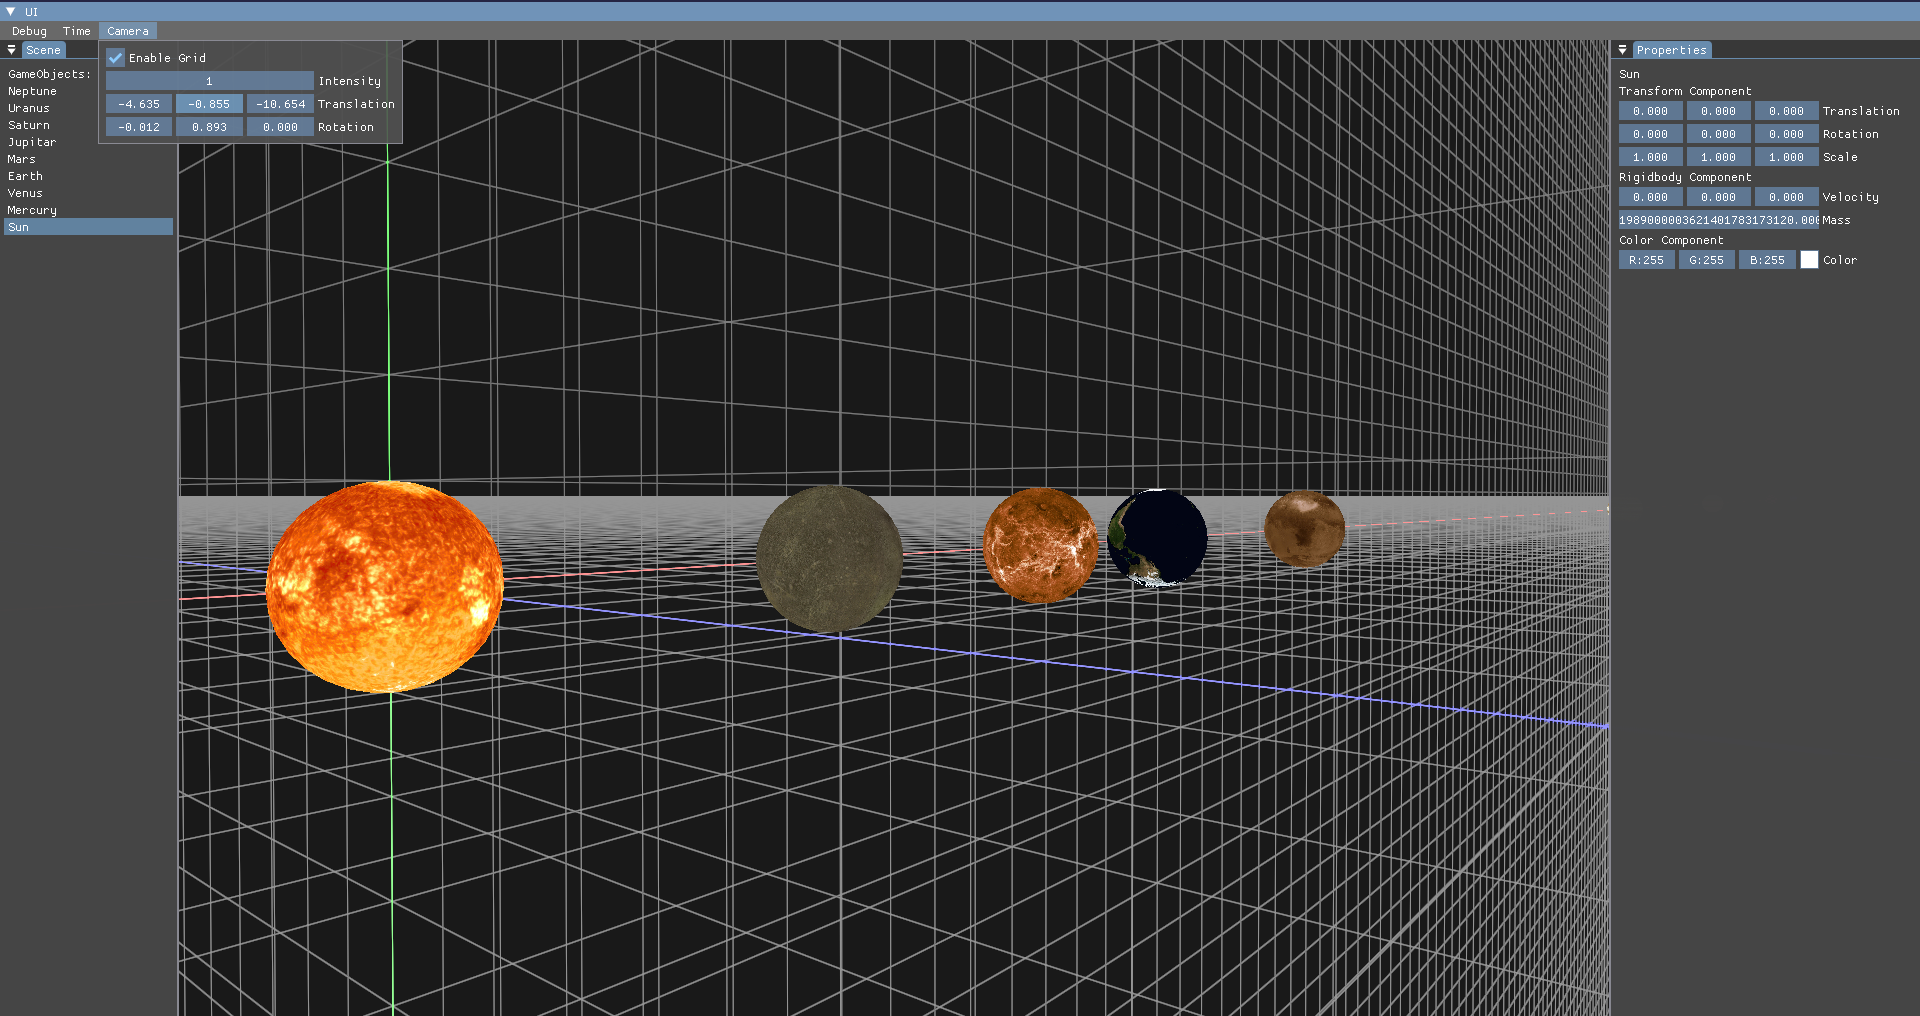 UI
Debug Time Camera
Scene
GameObjects:
Neptune
Uranus
Saturn
Jupitar
Mars
Earth
Venus
Mercury
Sun
Enable Grid
1 Intensity
-4.635 -0.855 -10.654 Translation
-0.012 0.893 0.000 Rotation
Properties
Sun
Transform Component
0.000 0.000 0.000 Translation
0.000 0.000 0.000 Rotation
1.000 1.000 1.000 Scale
Rigidbody Component
0.000 0.000 0.000 Velocity
1989000003621401783173120.000 Mass
Color Component
R:255 G:255 B:255 Color